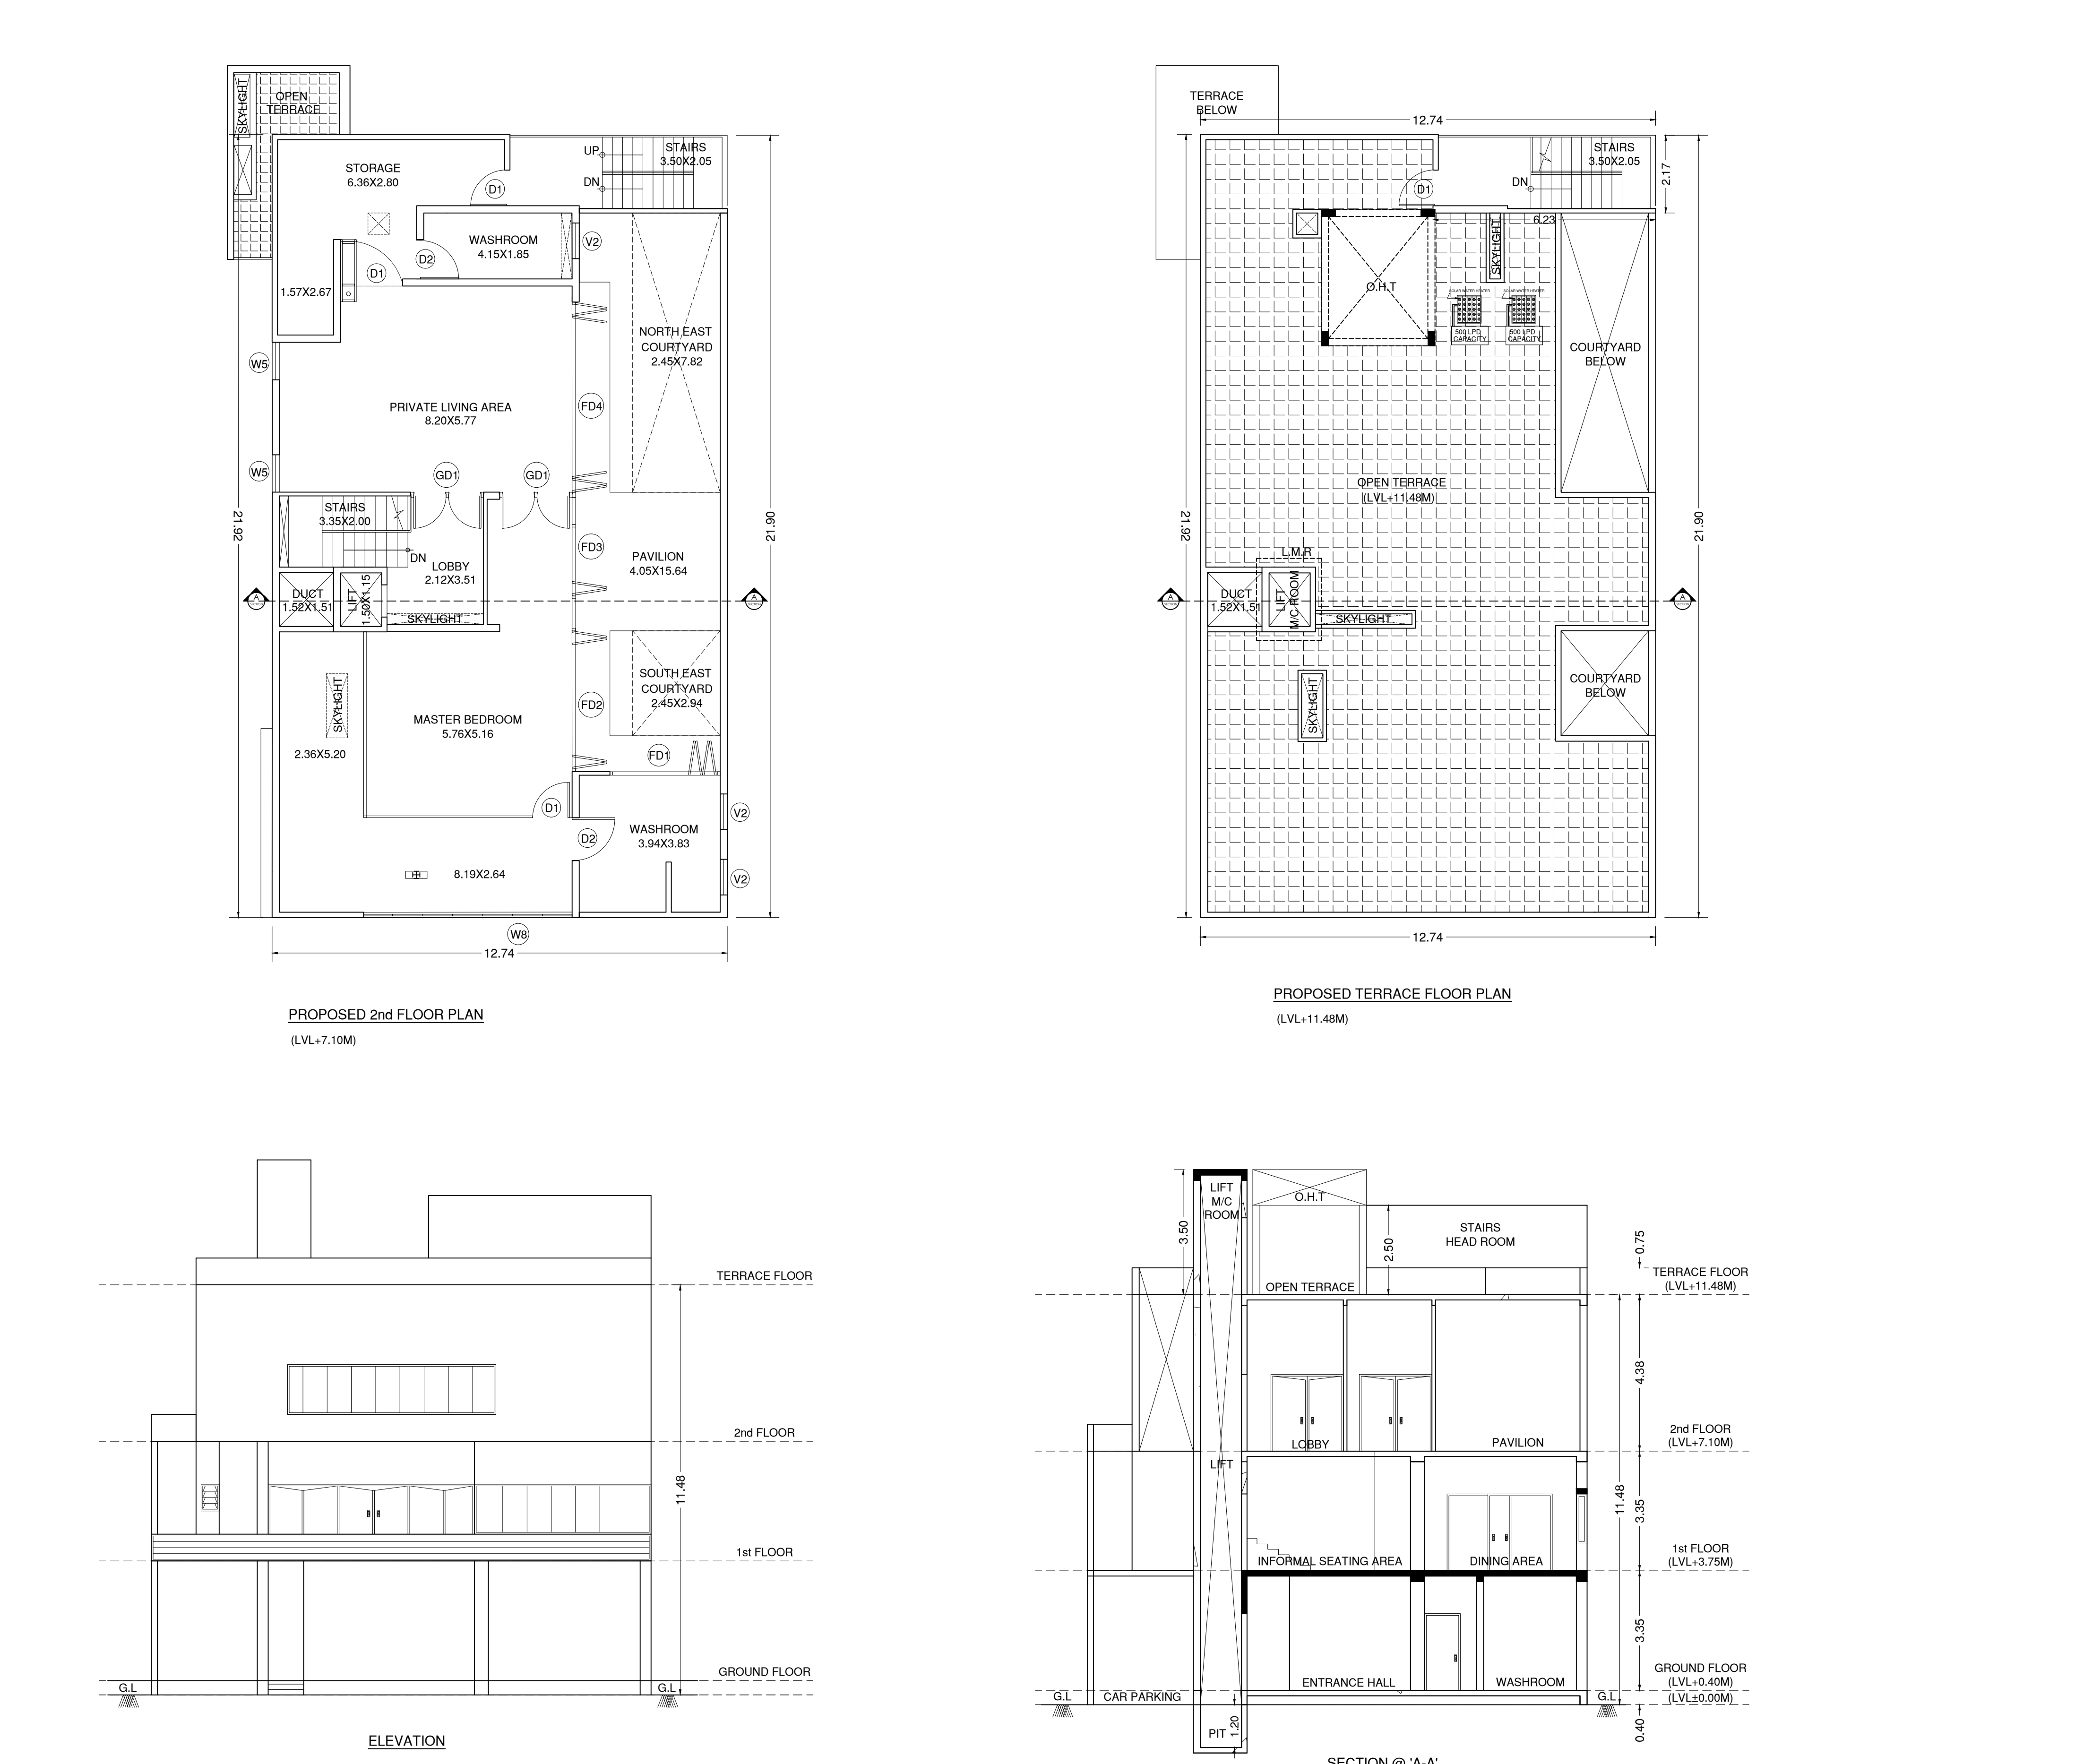 SKYLIGHT
OPEN
TERRACE
STORAGE
6.36X2.80
UP
DN
STAIRS
3.50X2.05
D1
WASHROOM
4.15X1.85
V2
D2
D1
1.57X2.67
NORTH EAST
COURTYARD
2.45X7.82
W5
PRIVATE LIVING AREA
8.20X5.77
FD4
W5
GD1
GD1
STAIRS
3.35X2.00
21.92
21.90
DN
LOBBY
2.12X3.51
FD3
PAVILION
4.05X15.64
A
SECTION
DUCT
1.52X1.51
LIFT
1.50X1.15
SKYLIGHT
A
SECTION
SKYLIGHT
SOUTH EAST
COURTYARD
2.45X2.94
FD2
MASTER BEDROOM
5.76X5.16
2.36X5.20
FD1
D1
V2
D2
WASHROOM
3.94X3.83
8.19X2.64
V2
W8
12.74
PROPOSED 2nd FLOOR PLAN
(LVL+7.10M)
TERRACE
BELOW
12.74
STAIRS
3.50X2.05
2.17
DN
D1
6.23
SKYLIGHT
O.H.T
SOLAR WATER HEATER
SOLAR WATER HEATER
500 LPD
CAPACITY
500 LPD
CAPACITY
COURTYARD
BELOW
OPEN TERRACE
(LVL+11.48M)
21.92
21.90
L.M.R
A
SECTION
DUCT
1.52X1.51
LIFT
M/C ROOM
SKYLIGHT
A
SECTION
SKYLIGHT
COURTYARD
BELOW
12.74
PROPOSED TERRACE FLOOR PLAN
(LVL+11.48M)
TERRACE FLOOR
2nd FLOOR
11.48
1st FLOOR
GROUND FLOOR
G.L
G.L
ELEVATION
LIFT
M/C
ROOM
O.H.T
3.50
2.50
STAIRS
HEAD ROOM
0.75
OPEN TERRACE
TERRACE FLOOR
(LVL+11.48M)
4.38
LOBBY
PAVILION
2nd FLOOR
(LVL+7.10M)
LIFT
11.48
3.35
INFORMAL SEATING AREA
DINING AREA
1st FLOOR
(LVL+3.75M)
3.35
ENTRANCE HALL
WASHROOM
GROUND FLOOR
(LVL+0.40M)
G.L
CAR PARKING
G.L
(LVL±0.00M)
PIT
1.20
0.40
SECTION @ 'A-A'